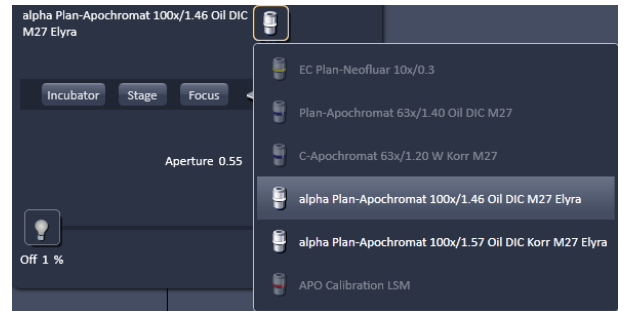 alpha Plan-Apochromat 100x/1.46 Oil DIC
M27 Elyra
EC Plan-Neofluar 10x/0.3
Incubator Stage Focus
Plan-Apochromat 63x/1.40 Oil DIC M27
Aperture 0.55
C-Apochromat 63x/1.20 W Korr M27
alpha Plan-Apochromat 100x/1.46 Oil DIC M27 Elyra
alpha Plan-Apochromat 100x/1.57 Oil DIC Korr M27 Elyra
Off 1 %
APO Calibration LSM